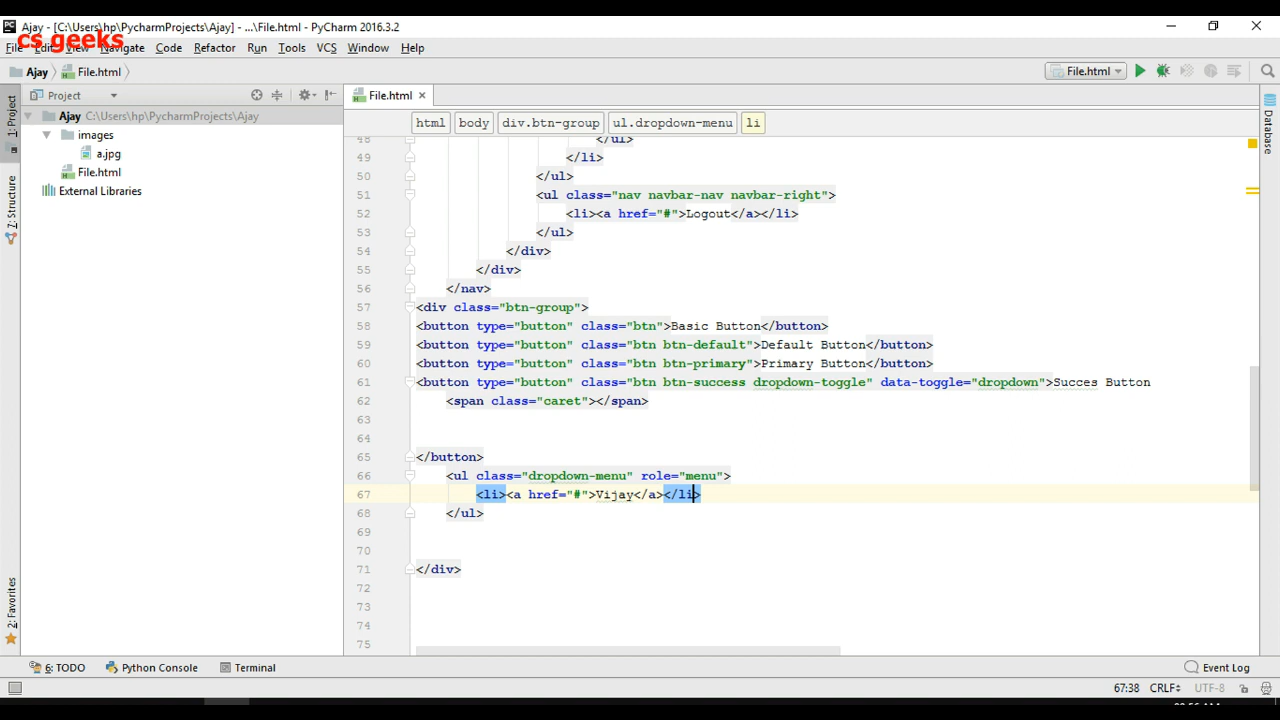 Ajay - [C:\Users\hp\PycharmProjects\Ajay] - ...\File.html - PyCharm 2016.3.2
cs geeks
File Edit View Navigate Code Refactor Run Tools VCS Window Help
Ajay File.html File.html
Project File.html
1: Project
7: Structure
2: Favorites
Database
Ajay C:\Users\hp\PycharmProjects\Ajay
images
a.jpg
File.html
External Libraries
html body div.btn-group ul.dropdown-menu li
48 </ul>
49 </li>
50 </ul>
51 <ul class="nav navbar-nav navbar-right">
52 <li><a href="#">Logout</a></li>
53 </ul>
54 </div>
55 </div>
56 </nav>
57 <div class="btn-group">
58 <button type="button" class="btn">Basic Button</button>
59 <button type="button" class="btn btn-default">Default Button</button>
60 <button type="button" class="btn btn-primary">Primary Button</button>
61 <button type="button" class="btn btn-success dropdown-toggle" data-toggle="dropdown">Succes Button
62 <span class="caret"></span>
63
64
65 </button>
66 <ul class="dropdown-menu" role="menu">
67 <li><a href="#">Vijay</a></li>
68 </ul>
69
70
71 </div>
72
73
74
75
6: TODO Python Console Terminal Event Log
67:38 CRLF UTF-8